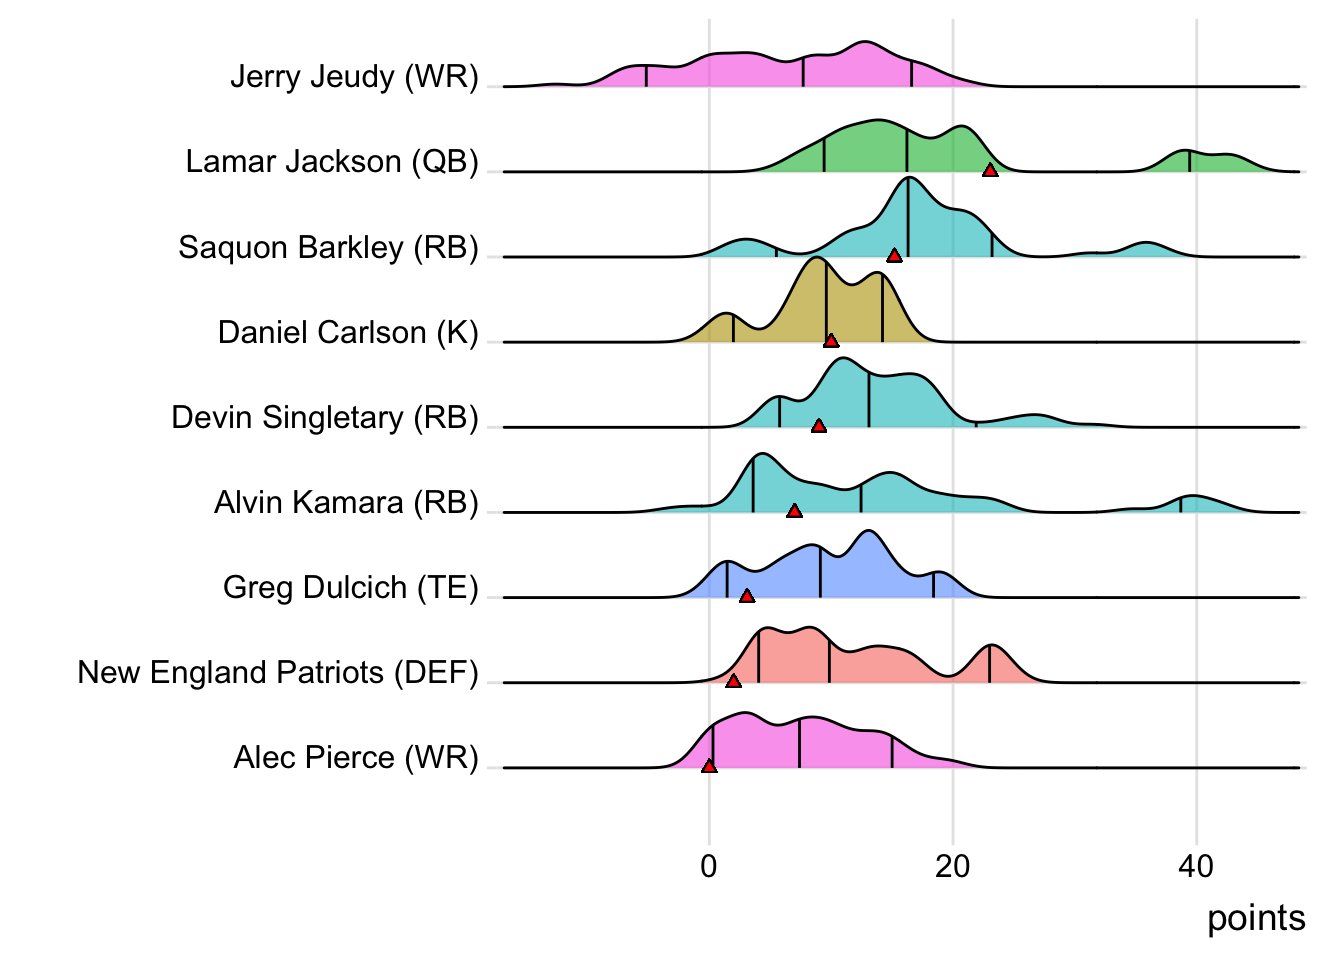 Jerry Jeudy (WR)
Lamar Jackson (QB)
Saquon Barkley (RB)
Daniel Carlson (K)
Devin Singletary (RB)
Alvin Kamara (RB)
Greg Dulcich (TE)
New England Patriots (DEF)
Alec Pierce (WR)
0 20 40
points